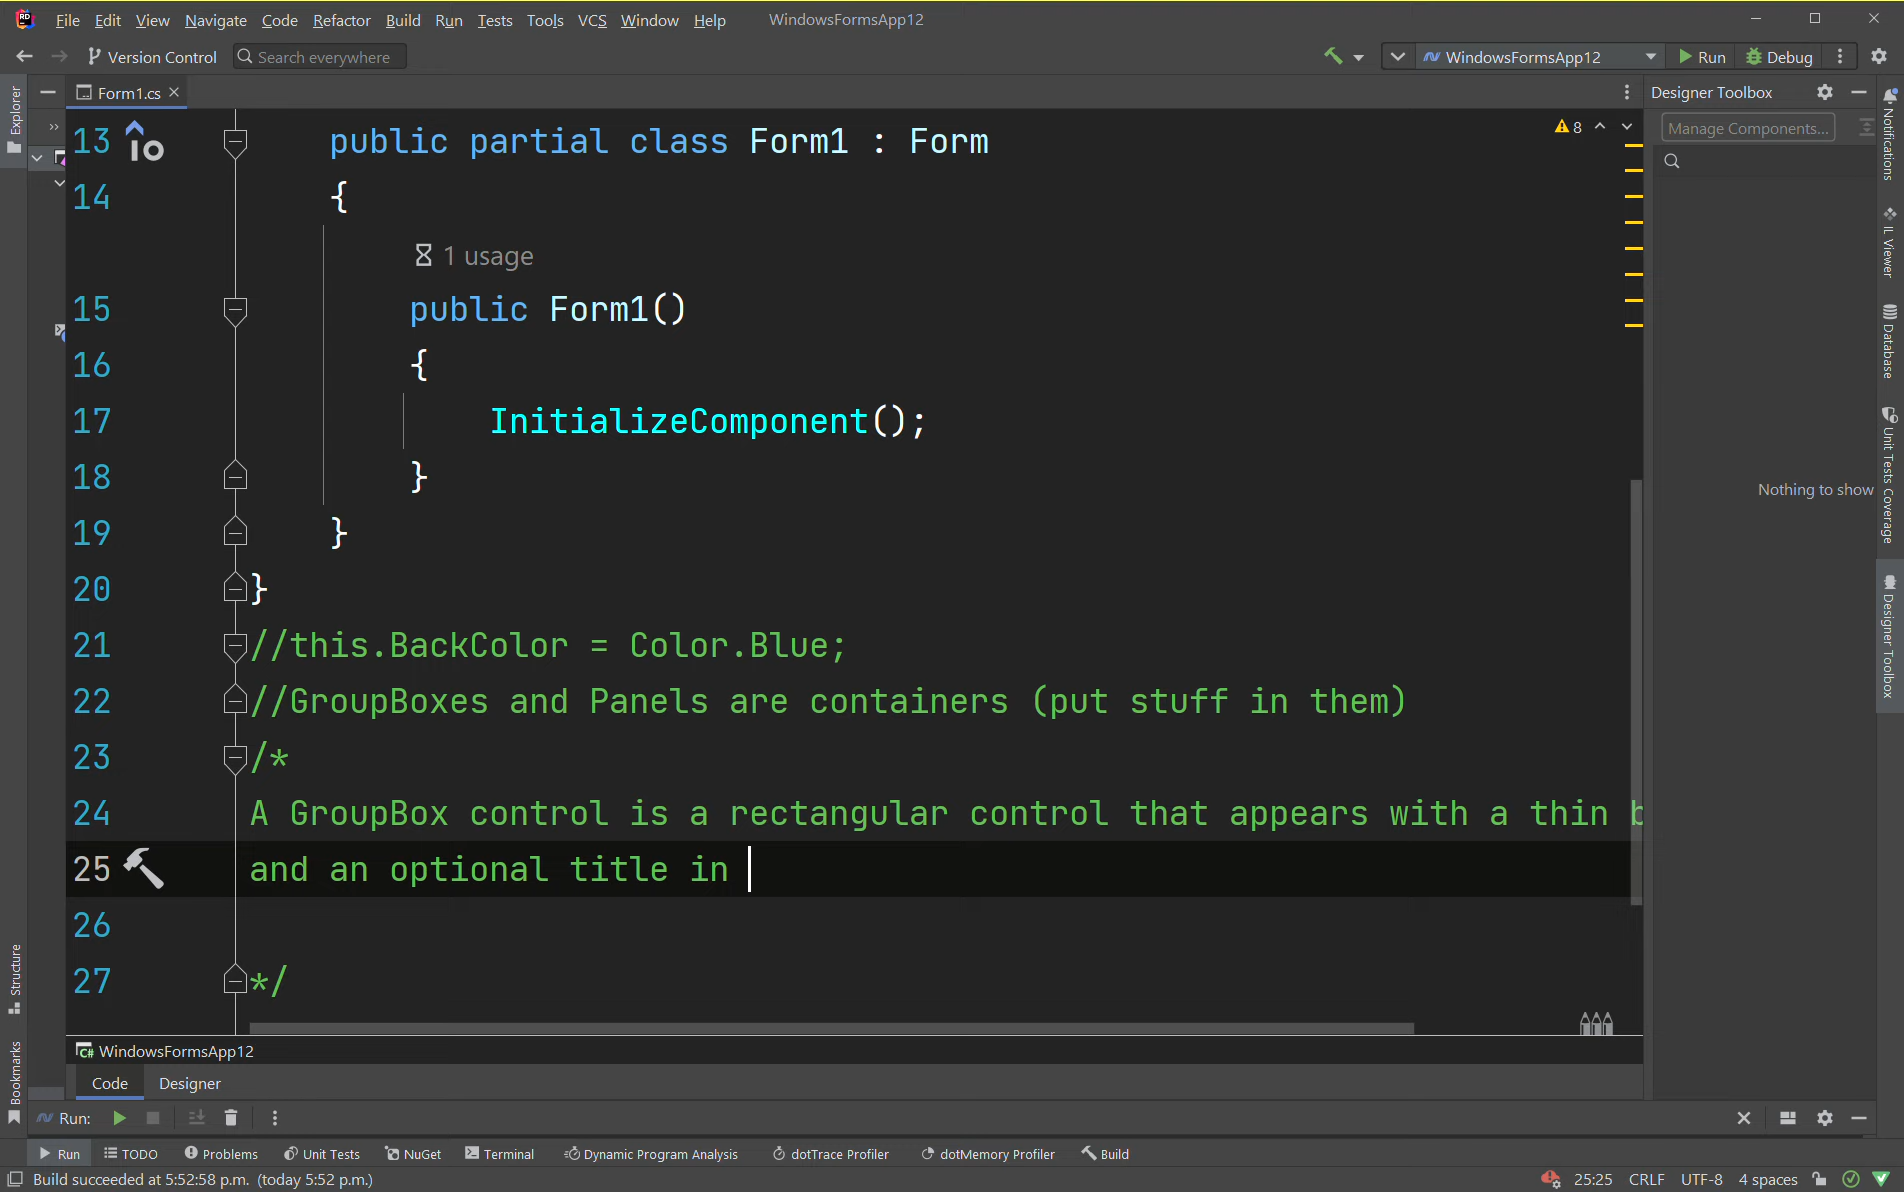 RD File Edit View Navigate Code Refactor Build Run Tests Tools VCS Window Help WindowsFormsApp12
Version Control Search everywhere WindowsFormsApp12 Run Debug
Explorer
Form1.cs
Designer Toolbox
Manage Components...
Nothing to show
8
13 public partial class Form1 : Form
14 {
1 usage
15 public Form1()
16 {
17 InitializeComponent();
18 }
19 }
20 }
21 //this.BackColor = Color.Blue;
22 //GroupBoxes and Panels are containers (put stuff in them)
23 /*
24 A GroupBox control is a rectangular control that appears with a thin b
25 and an optional title in
26
27 */
Notifications
IL Viewer
Database
Unit Tests Coverage
Designer Toolbox
Structure
Bookmarks
C# WindowsFormsApp12
Code Designer
Run:
Run TODO Problems Unit Tests NuGet Terminal Dynamic Program Analysis dotTrace Profiler dotMemory Profiler Build
Build succeeded at 5:52:58 p.m. (today 5:52 p.m.) 25:25 CRLF UTF-8 4 spaces